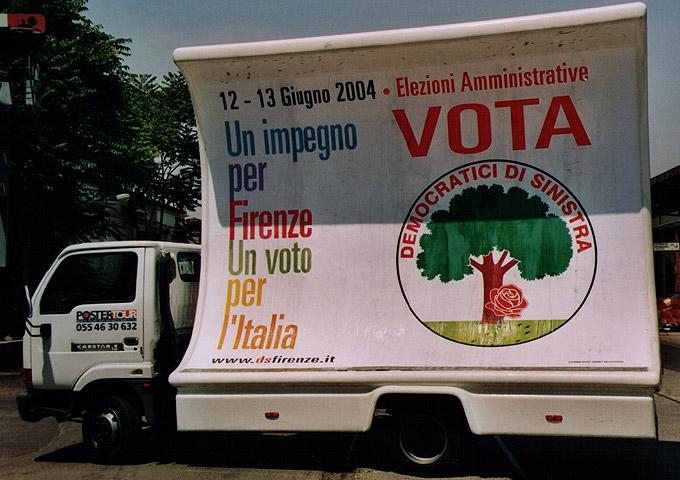 12 - 13 Giugno 2004 • Elezioni Amministrative
VOTA
Un impegno
per
Firenze
Un voto
per
l'Italia
www.dsfirenze.it
DEMOCRATICI DI SINISTRA
POSTERTOUR
055 46 30 632
CABSTAR.E